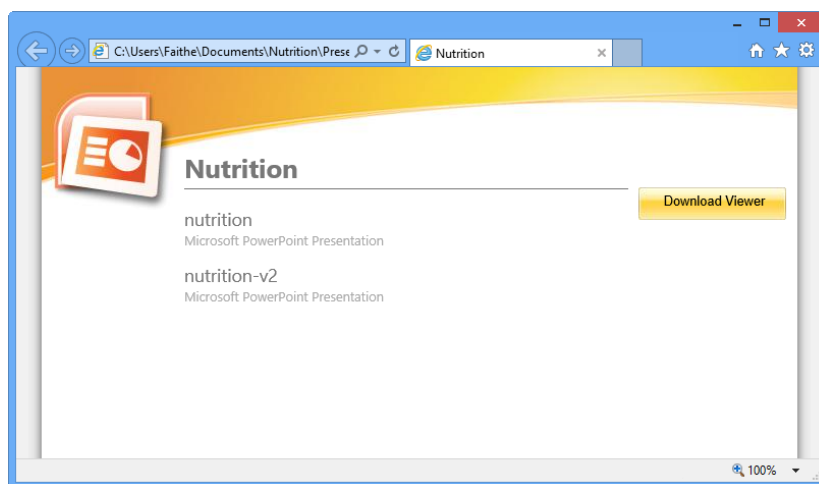 C:\Users\Faithe\Documents\Nutrition\Prese
Nutrition
Nutrition
Download Viewer
nutrition
Microsoft PowerPoint Presentation
nutrition-v2
Microsoft PowerPoint Presentation
100%